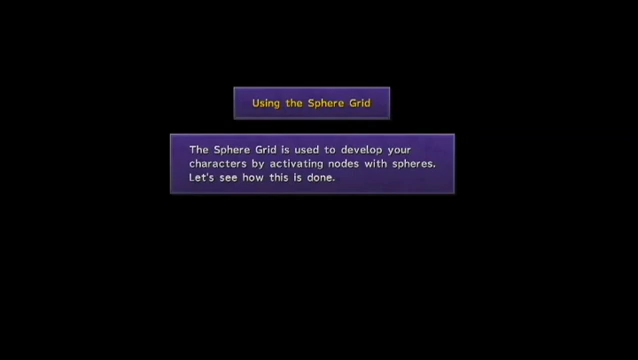 Using the Sphere Grid
The Sphere Grid is used to develop your
characters by activating nodes with spheres.
Let's see how this is done.